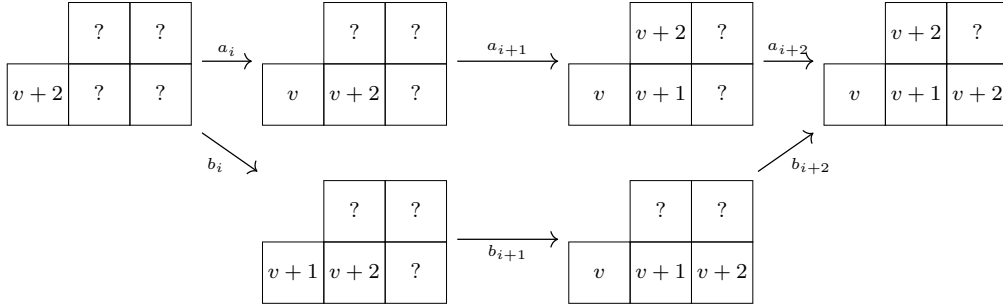 ? ? ? ? v + 2 ? v + 2 ?
a_i a_{i+1} a_{i+2}
v + 2 ? ? v v + 2 ? v v + 1 ? v v + 1 v + 2
b_i b_{i+2}
? ? ? ?
b_{i+1}
v + 1 v + 2 ? v v + 1 v + 2